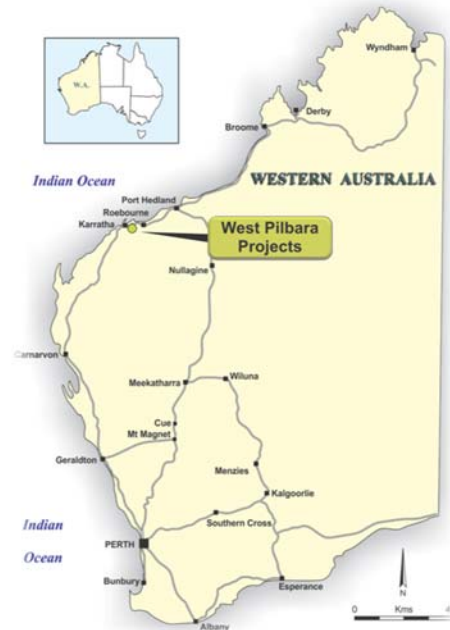 Wyndham
W.A.
Derby
Broome
Indian Ocean
WESTERN AUSTRALIA
Port Hedland
Roebourne
Karratha
West Pilbara
Projects
Nullagine
Carnarvon
Meekatharra
Wiluna
Cue
Mt Magnet
Geraldton
Menzies
Kalgoorlie
Southern Cross
Indian
Ocean
PERTH
Bunbury
Esperance
Albany
N
0 Kms